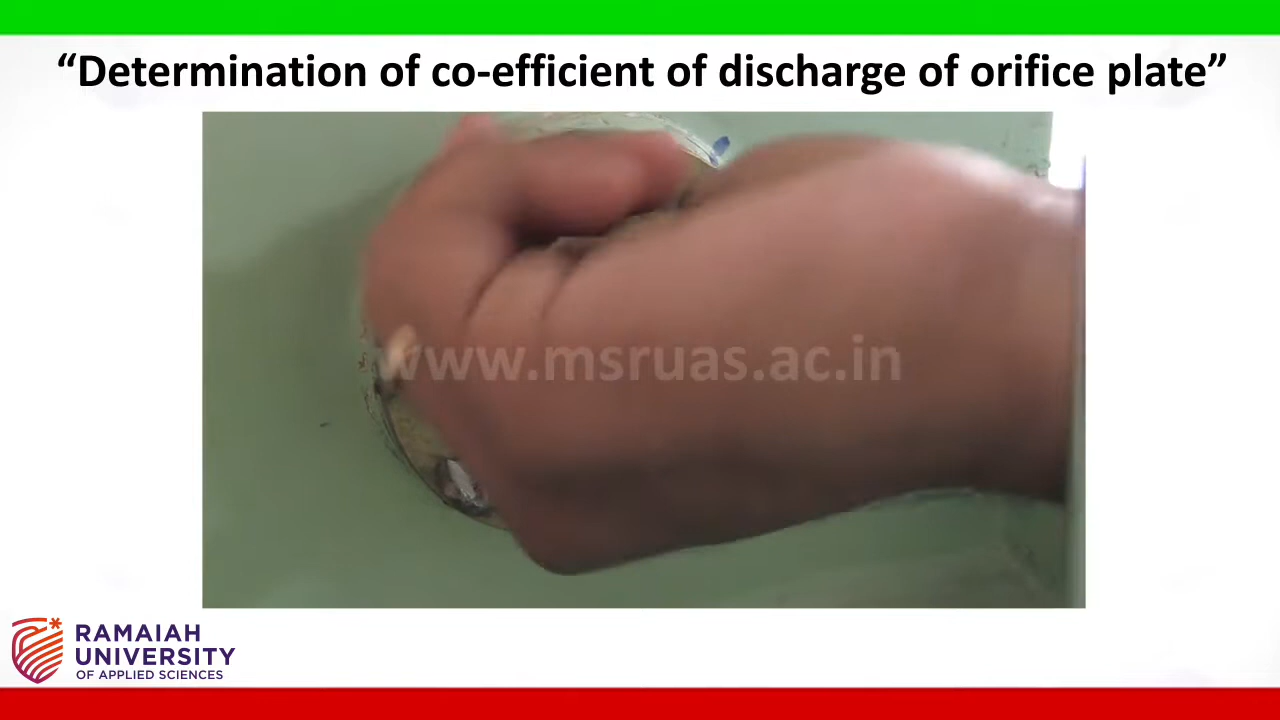 “Determination of co-efficient of discharge of orifice plate”
www.msruas.ac.in
RAMAIAH
UNIVERSITY
OF APPLIED SCIENCES